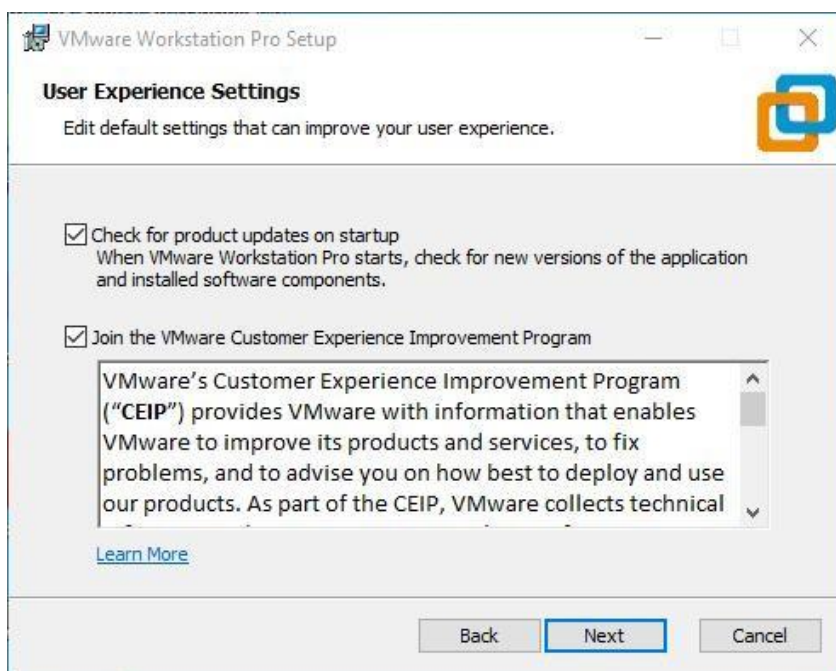 VMware Workstation Pro Setup
User Experience Settings
Edit default settings that can improve your user experience.
Check for product updates on startup
When VMware Workstation Pro starts, check for new versions of the application
and installed software components.
Join the VMware Customer Experience Improvement Program
VMware's Customer Experience Improvement Program
("CEIP") provides VMware with information that enables
VMware to improve its products and services, to fix
problems, and to advise you on how best to deploy and use
our products. As part of the CEIP, VMware collects technical
Learn More
Back
Next
Cancel